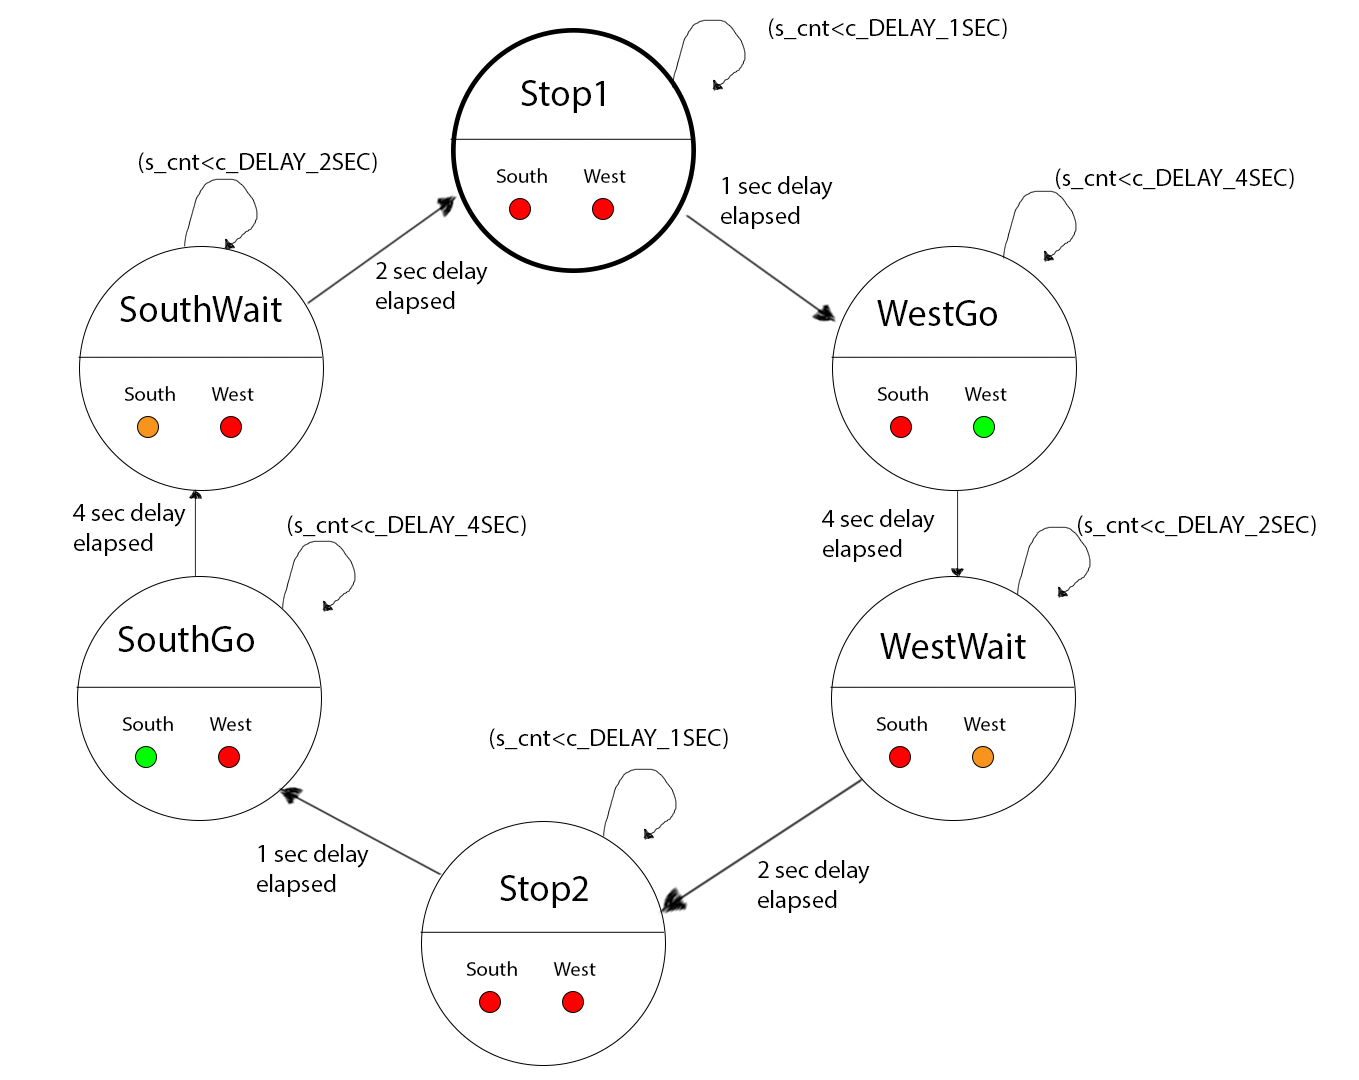 (s_cnt<c_DELAY_1SEC)
Stop1
South West
1 sec delay
elapsed
(s_cnt<c_DELAY_2SEC)
2 sec delay
elapsed
(s_cnt<c_DELAY_4SEC)
SouthWait
South West
WestGo
South West
4 sec delay
elapsed
(s_cnt<c_DELAY_4SEC)
4 sec delay
elapsed
(s_cnt<c_DELAY_2SEC)
SouthGo
South West
WestWait
South West
(s_cnt<c_DELAY_1SEC)
1 sec delay
elapsed
2 sec delay
elapsed
Stop2
South West